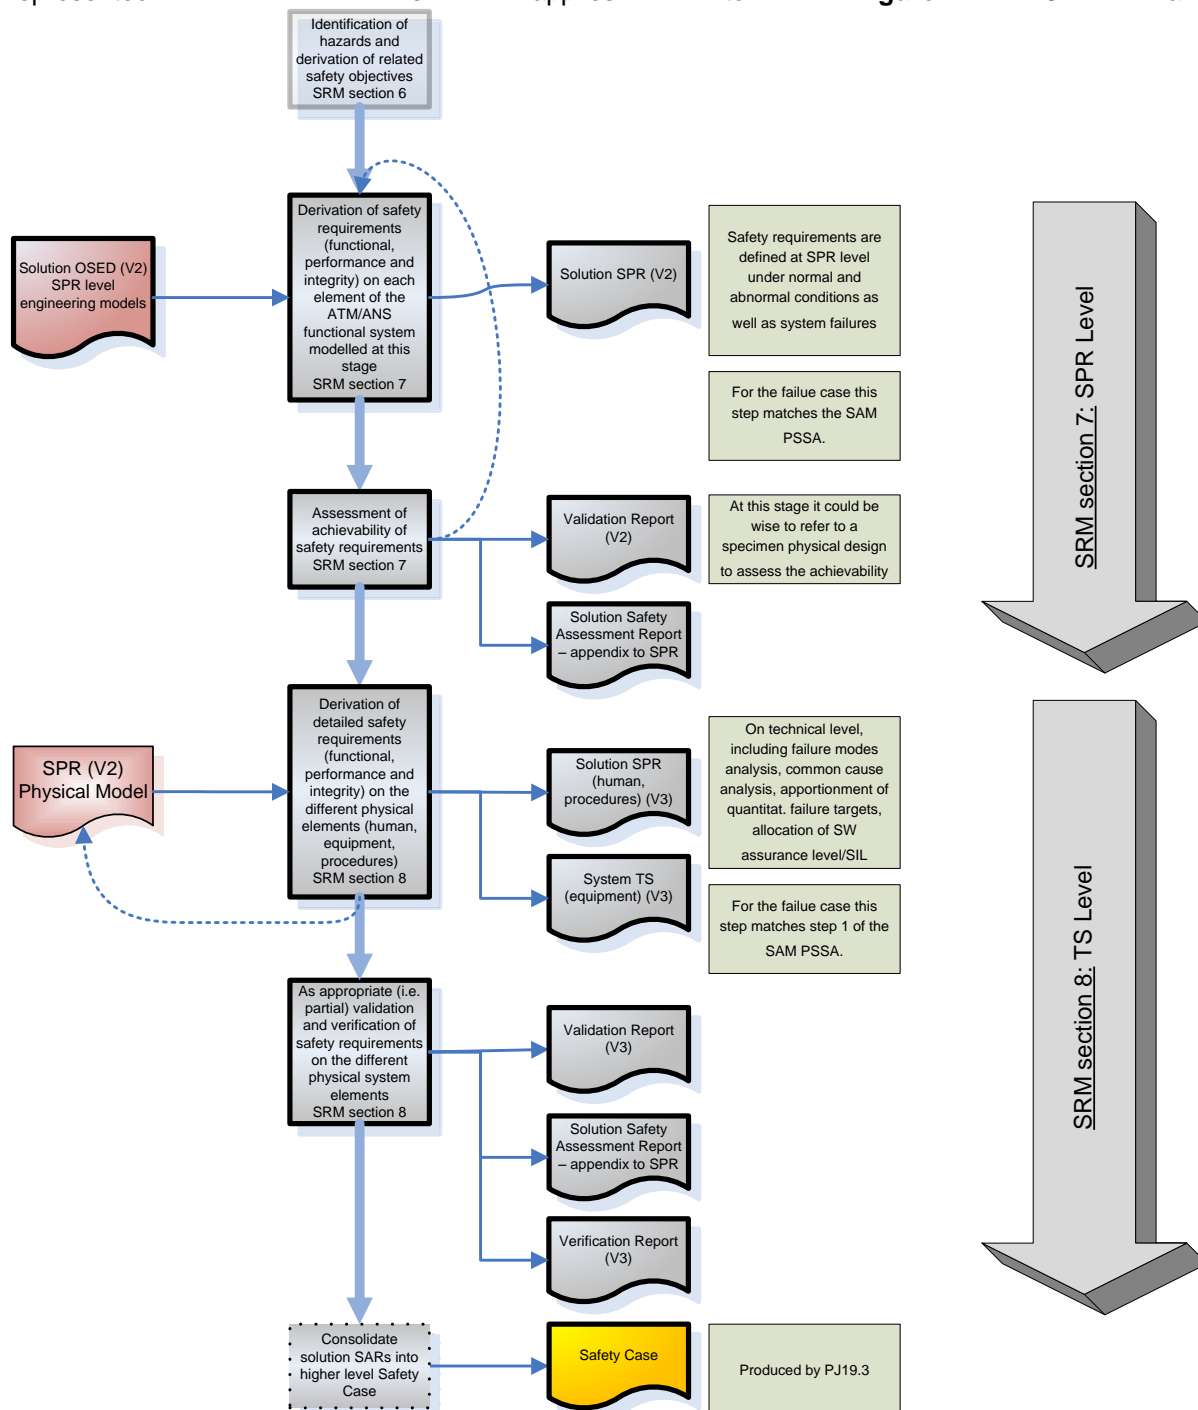 Identification of
hazards and
derivation of related
safety objectives
SRM section 6
Derivation of safety
requirements
(functional,
performance and
integrity) on each
element of the
ATM/ANS
functional system
modelled at this
stage
SRM section 7
Solution OSED (V2)
SPR level
engineering models
Solution SPR (V2)
Safety requirements are
defined at SPR level
under normal and
abnormal conditions as
well as system failures
For the failue case this
step matches the SAM
PSSA.
SRM section 7: SPR Level
Assessment of
achievability of
safety requirements
SRM section 7
Validation Report
(V2)
At this stage it could be
wise to refer to a
specimen physical design
to assess the achievability
Solution Safety
Assessment Report
– appendix to SPR
Derivation of
detailed safety
requirements
(functional,
performance and
integrity) on the
different physical
elements (human,
equipment,
procedures)
SRM section 8
SPR (V2)
Physical Model
Solution SPR
(human,
procedures) (V3)
On technical level,
including failure modes
analysis, common cause
analysis, apportionment of
quantitat. failure targets,
allocation of SW
assurance level/SIL
System TS
(equipment) (V3)
For the failue case this
step matches step 1 of the
SAM PSSA.
SRM section 8: TS Level
As appropriate (i.e.
partial) validation
and verification of
safety requirements
on the different
physical system
elements
SRM section 8
Validation Report
(V3)
Solution Safety
Assessment Report
– appendix to SPR
Verification Report
(V3)
Consolidate
solution SARs into
higher level Safety
Case
Safety Case
Produced by PJ19.3